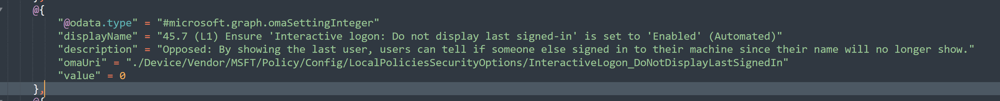 @{
"@odata.type" = "#microsoft.graph.omaSettingInteger"
"displayName" = "45.7 (L1) Ensure 'Interactive logon: Do not display last signed-in' is set to 'Enabled' (Automated)"
"description" = "Opposed: By showing the last user, users can tell if someone else signed in to their machine since their name will no longer show."
"omaUri" = "./Device/Vendor/MSFT/Policy/Config/LocalPoliciesSecurityOptions/InteractiveLogon_DoNotDisplayLastSignedIn"
"value" = 0
},
@{